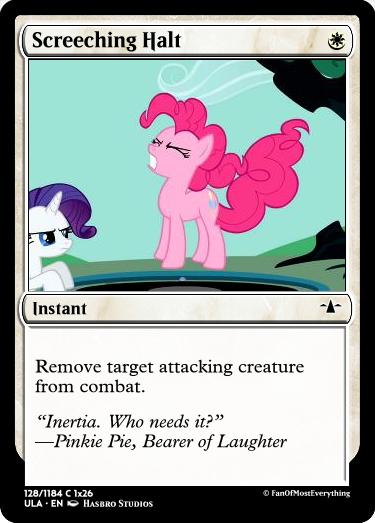 Screeching Halt
Instant
Remove target attacking creature
from combat.
“Inertia. Who needs it?”
—Pinkie Pie, Bearer of Laughter
128/1184 C 1x26
ULA • EN Hasbro Studios
© FanOfMostEverything